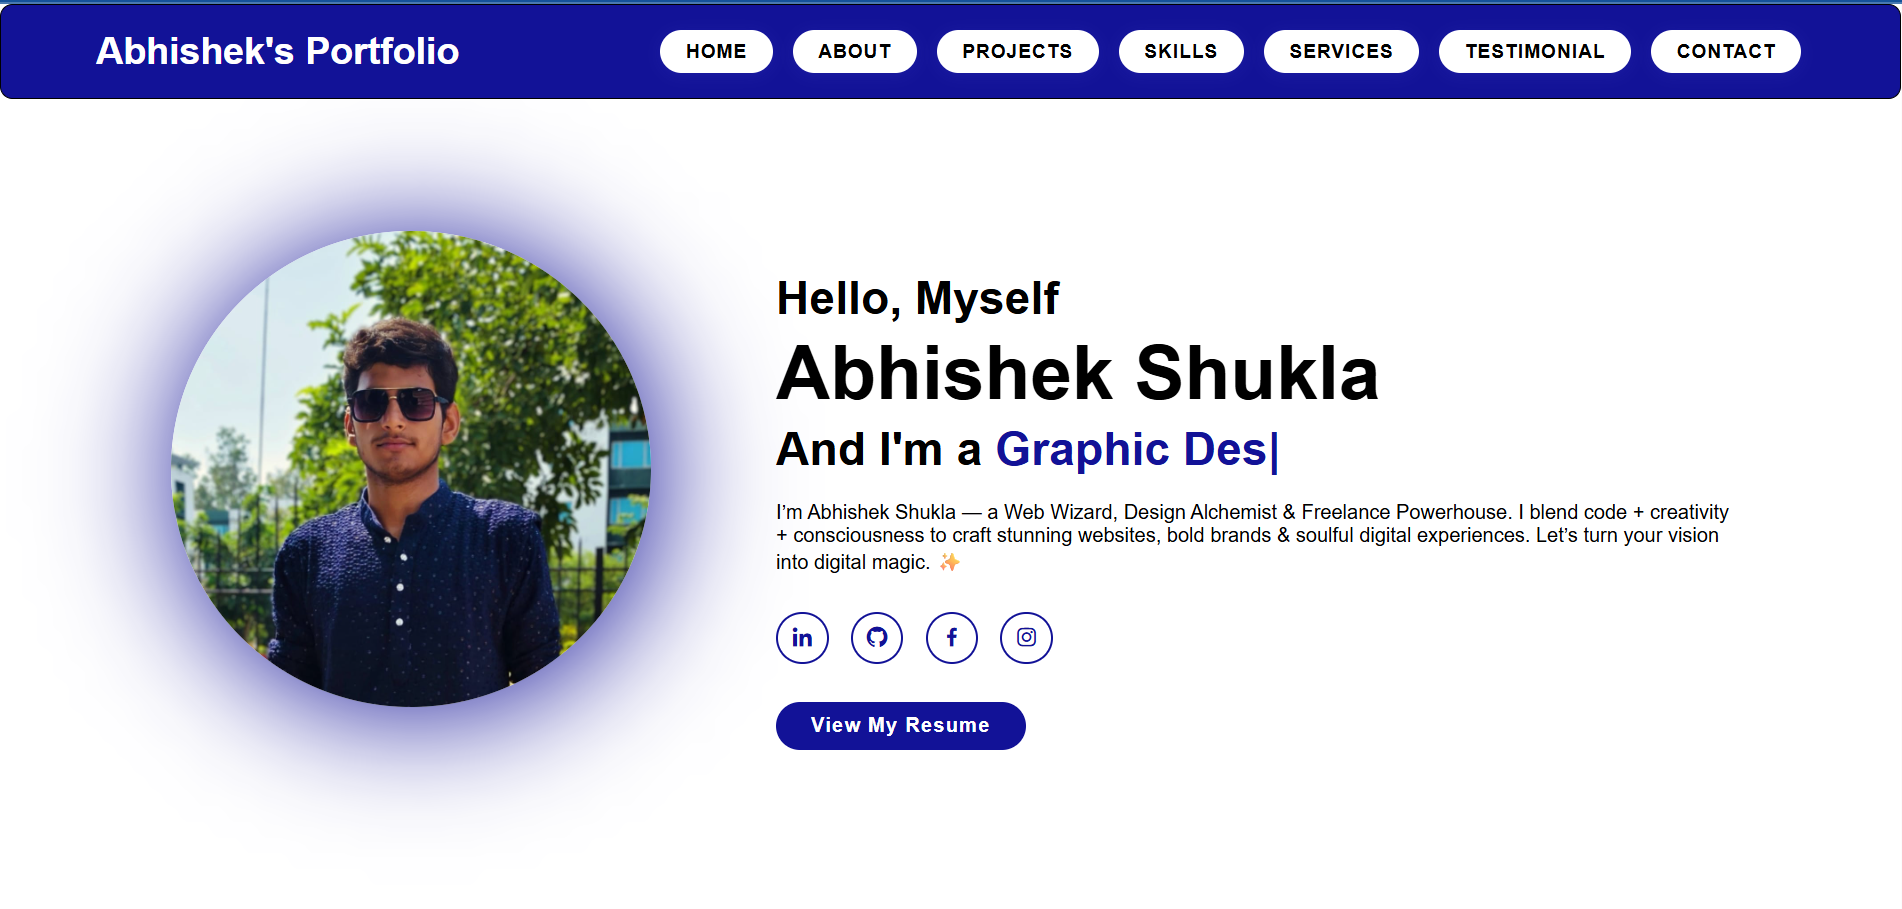 Abhishek's Portfolio
HOME ABOUT PROJECTS SKILLS SERVICES TESTIMONIAL CONTACT
Hello, Myself
Abhishek Shukla
And I'm a Graphic Des|
I’m Abhishek Shukla — a Web Wizard, Design Alchemist & Freelance Powerhouse. I blend code + creativity
+ consciousness to craft stunning websites, bold brands & soulful digital experiences. Let’s turn your vision
into digital magic. ✨
View My Resume